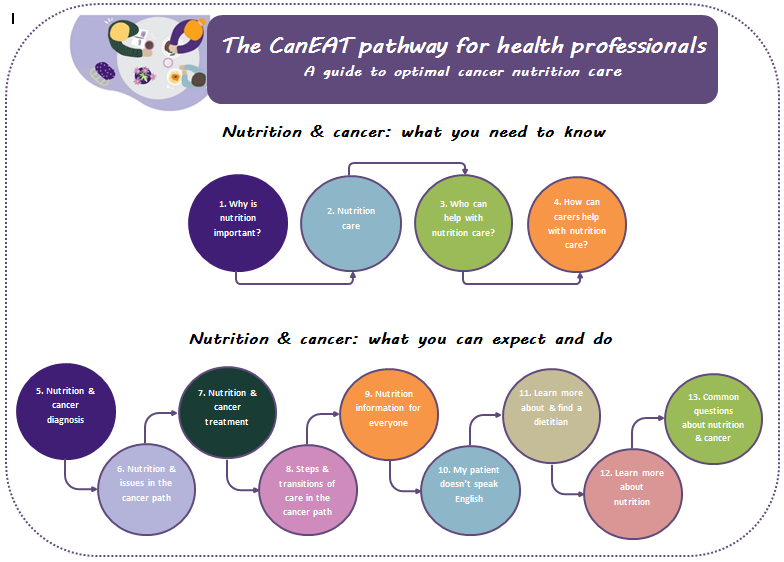 The CanEAT pathway for health professionals
A guide to optimal cancer nutrition care
Nutrition & cancer: what you need to know
1. Why is
nutrition
important?
2. Nutrition
care
3. Who can
help with
nutrition care?
4. How can
carers help
with nutrition
care?
Nutrition & cancer: what you can expect and do
5. Nutrition &
cancer
diagnosis
6. Nutrition &
issues in the
cancer path
7. Nutrition &
cancer
treatment
8. Steps &
transitions of
care in the
cancer path
9. Nutrition
information for
everyone
10. My patient
doesn't speak
English
11. Learn more
about & find a
dietitian
12. Learn more
about
nutrition
13. Common
questions
about nutrition
& cancer